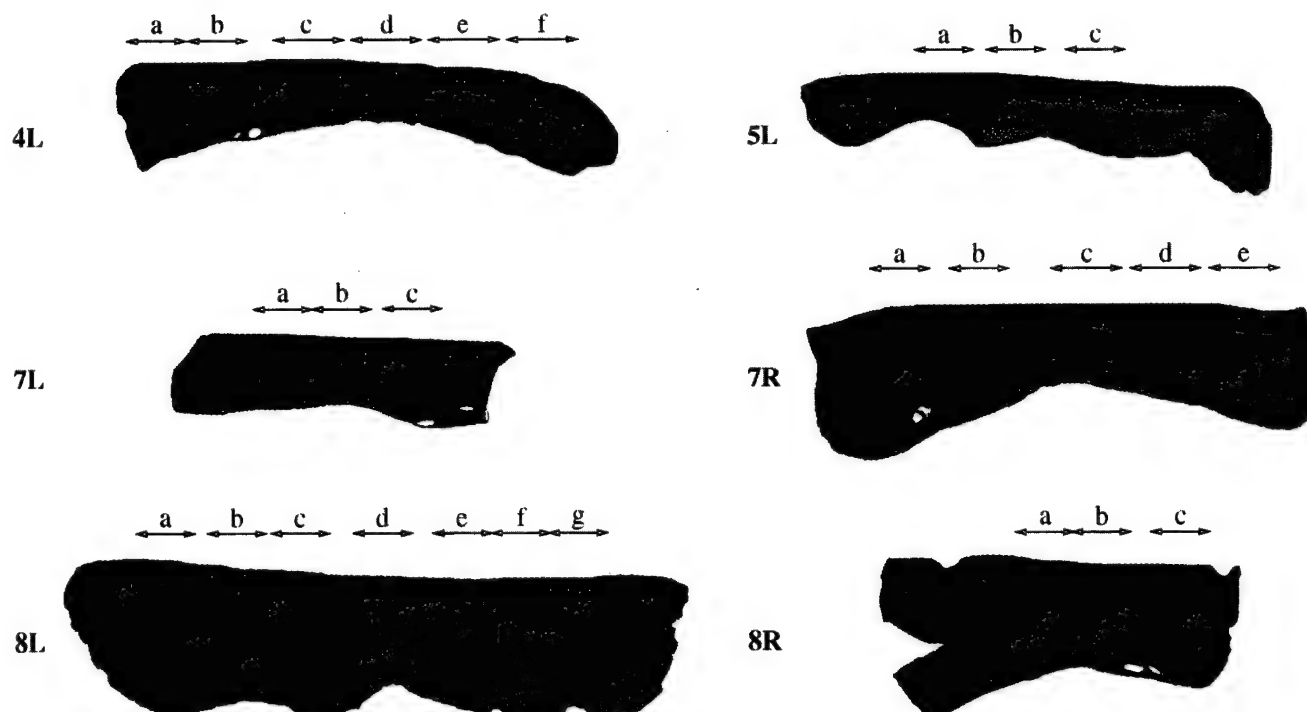 a b c d e f
4L
a b c
5L
a b c
7L
a b c d e
7R
a b c d e f g
8L
a b c
8R